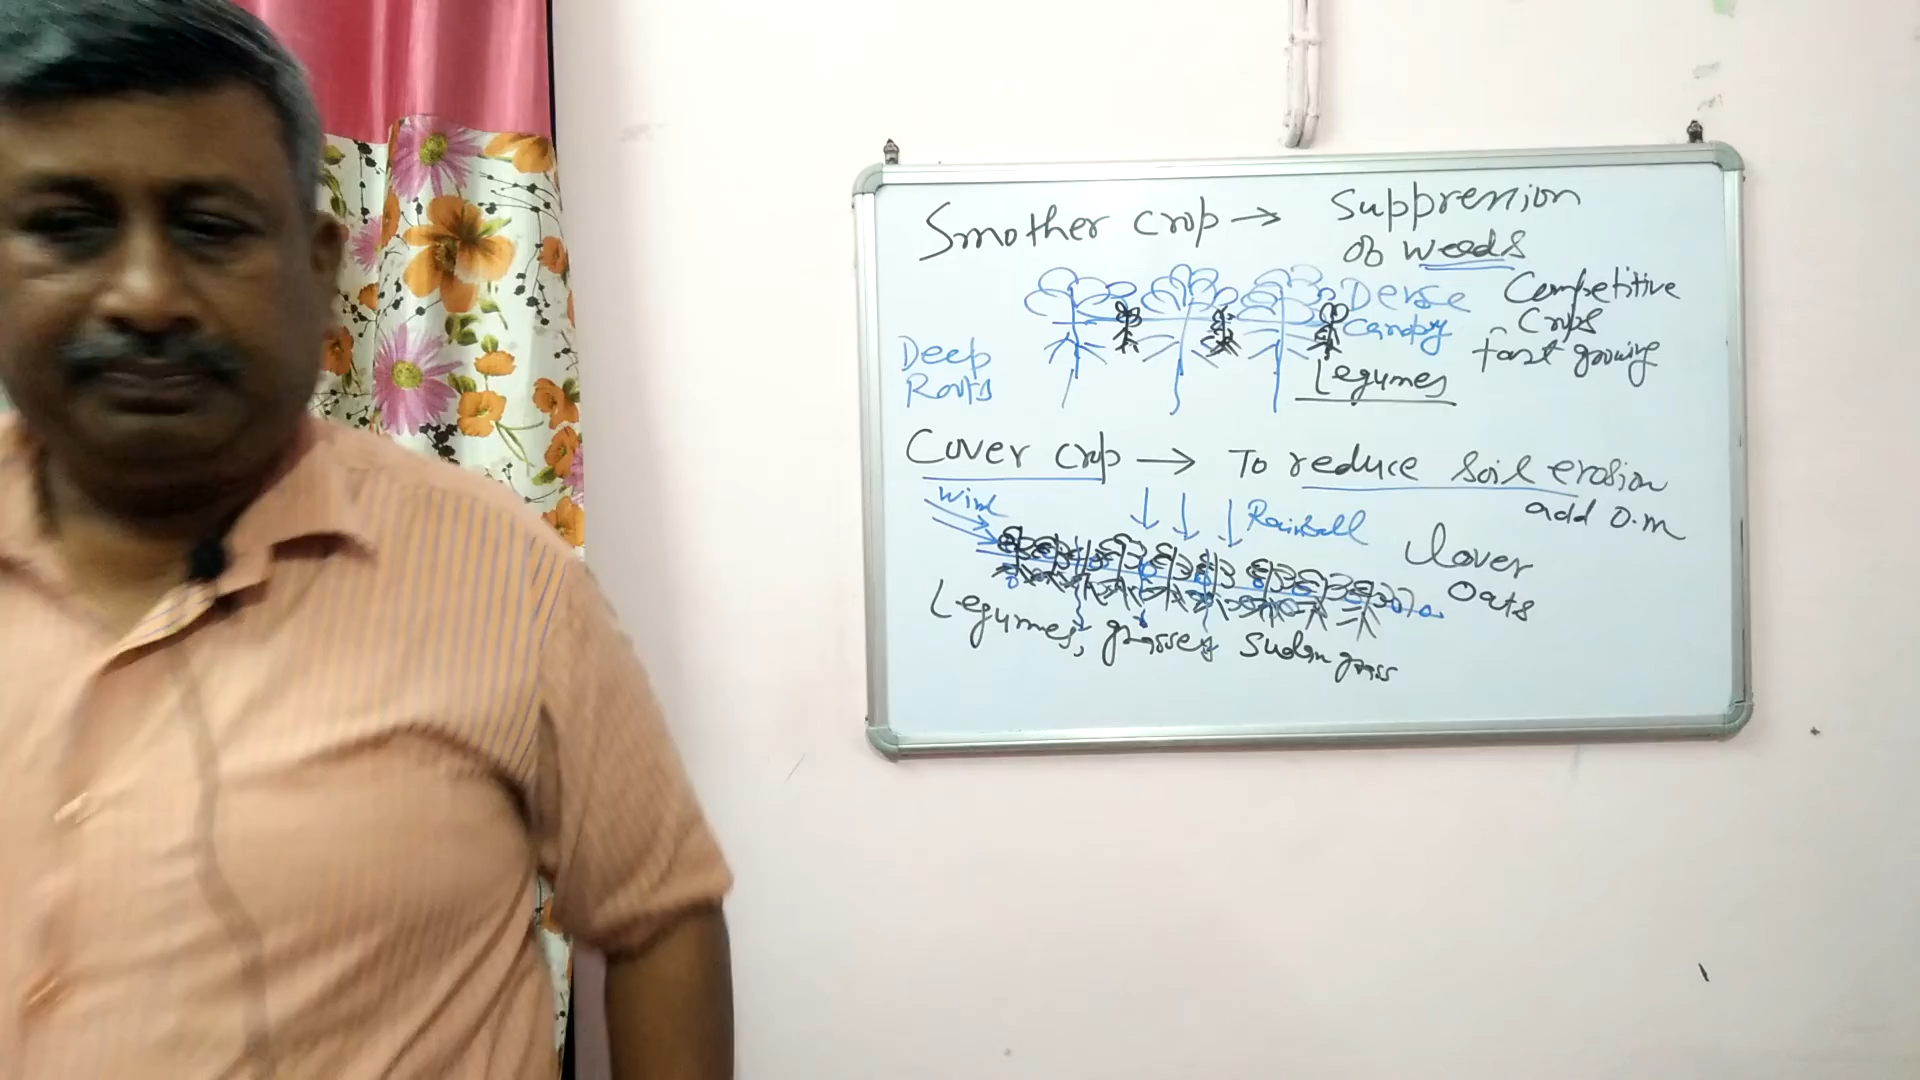 Smother crop → Suppression
of weeds
Dense
canopy
Competitive
Crops
fast growing
Deep
Roots
Legumes
Cover crop → To reduce soil erosion
add O.M
Wind
Rainfall
Clover
Oats
Legumes, grasses sudan grass